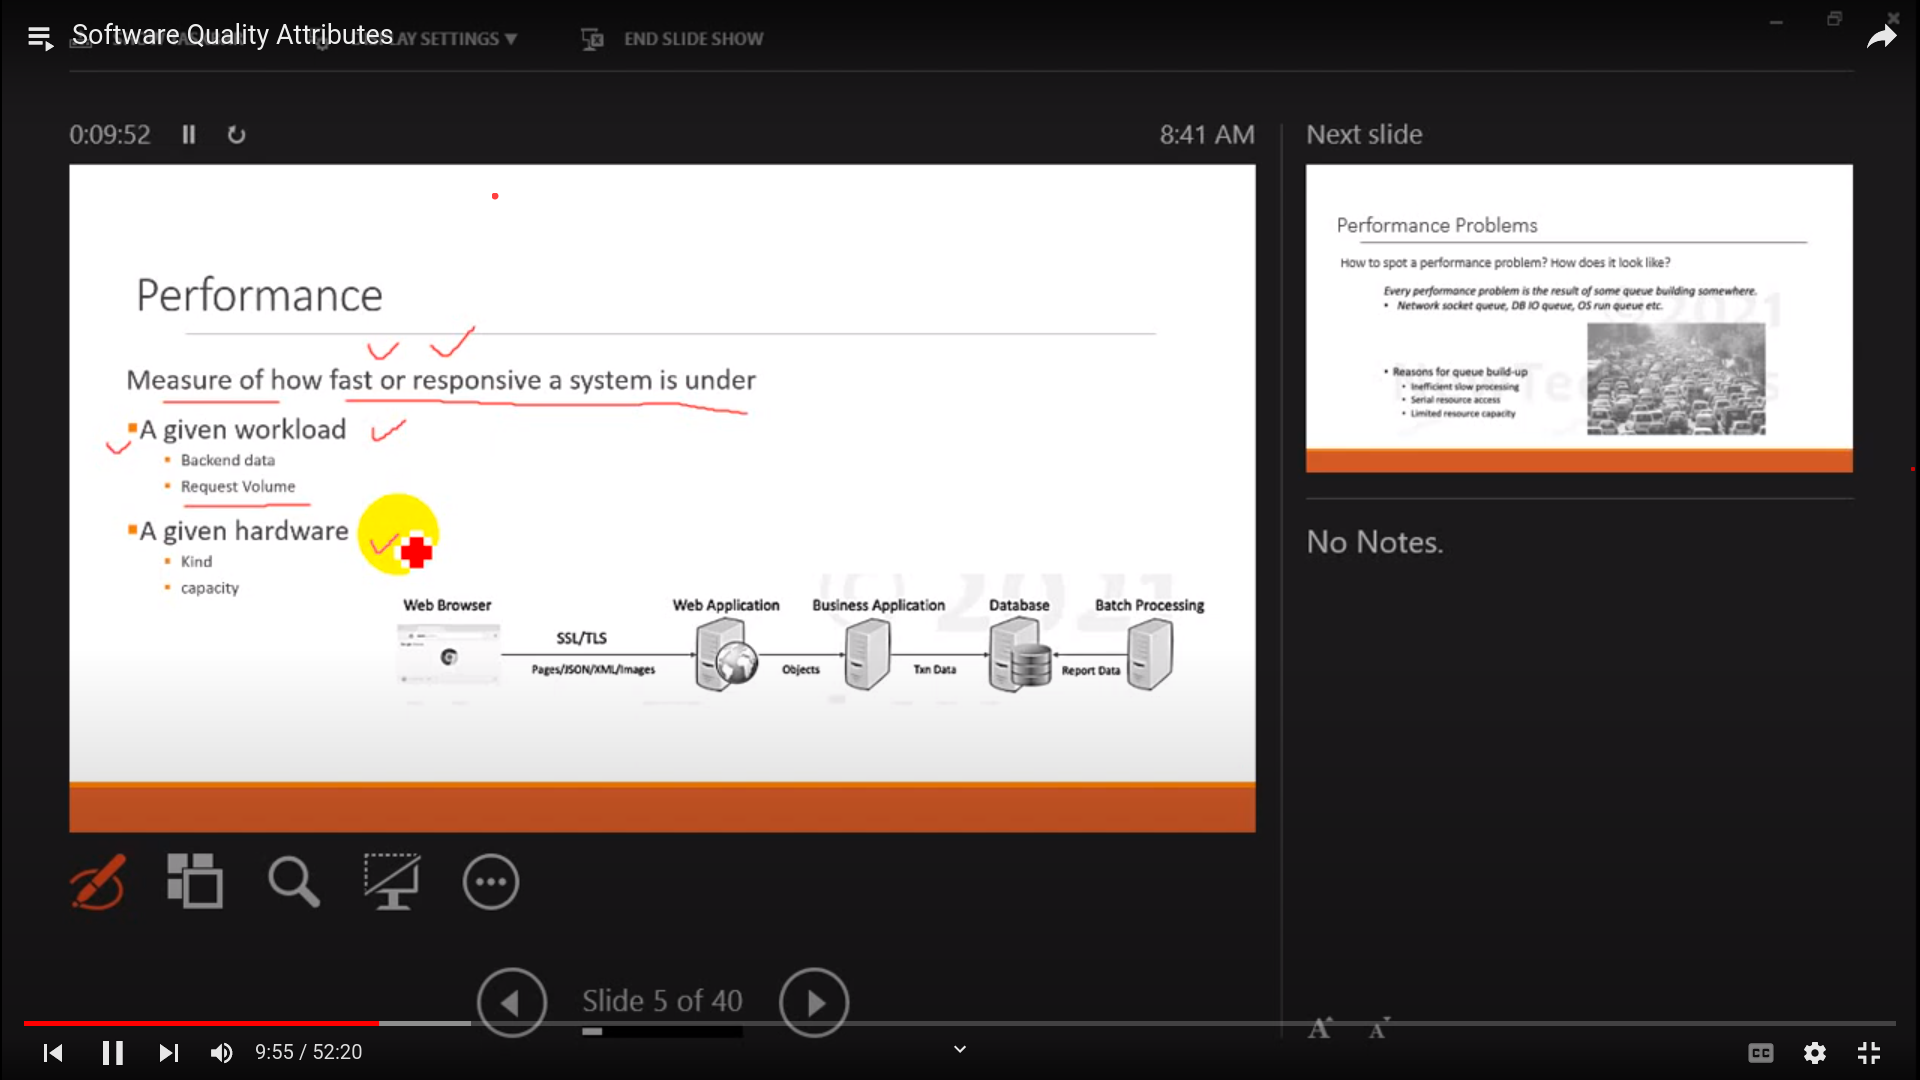 Software Quality Attributes
DISPLAY SETTINGS ▼
END SLIDE SHOW
0:09:52
8:41 AM
Next slide
Performance
Measure of how fast or responsive a system is under
A given workload
Backend data
Request Volume
A given hardware
Kind
capacity
Web Browser
Web Application
Business Application
Database
Batch Processing
SSL/TLS
Pages/JSON/XML/Images
Objects
Txn Data
Report Data
© 2021
Performance Problems
How to spot a performance problem? How does it look like?
Every performance problem is the result of some queue building somewhere.
• Network socket queue, DB IO queue, OS run queue etc.
• Reasons for queue build-up
• Inefficient slow processing
• Serial resource access
• Limited resource capacity
No Notes.
Slide 5 of 40
A A
9:55 / 52:20
CC